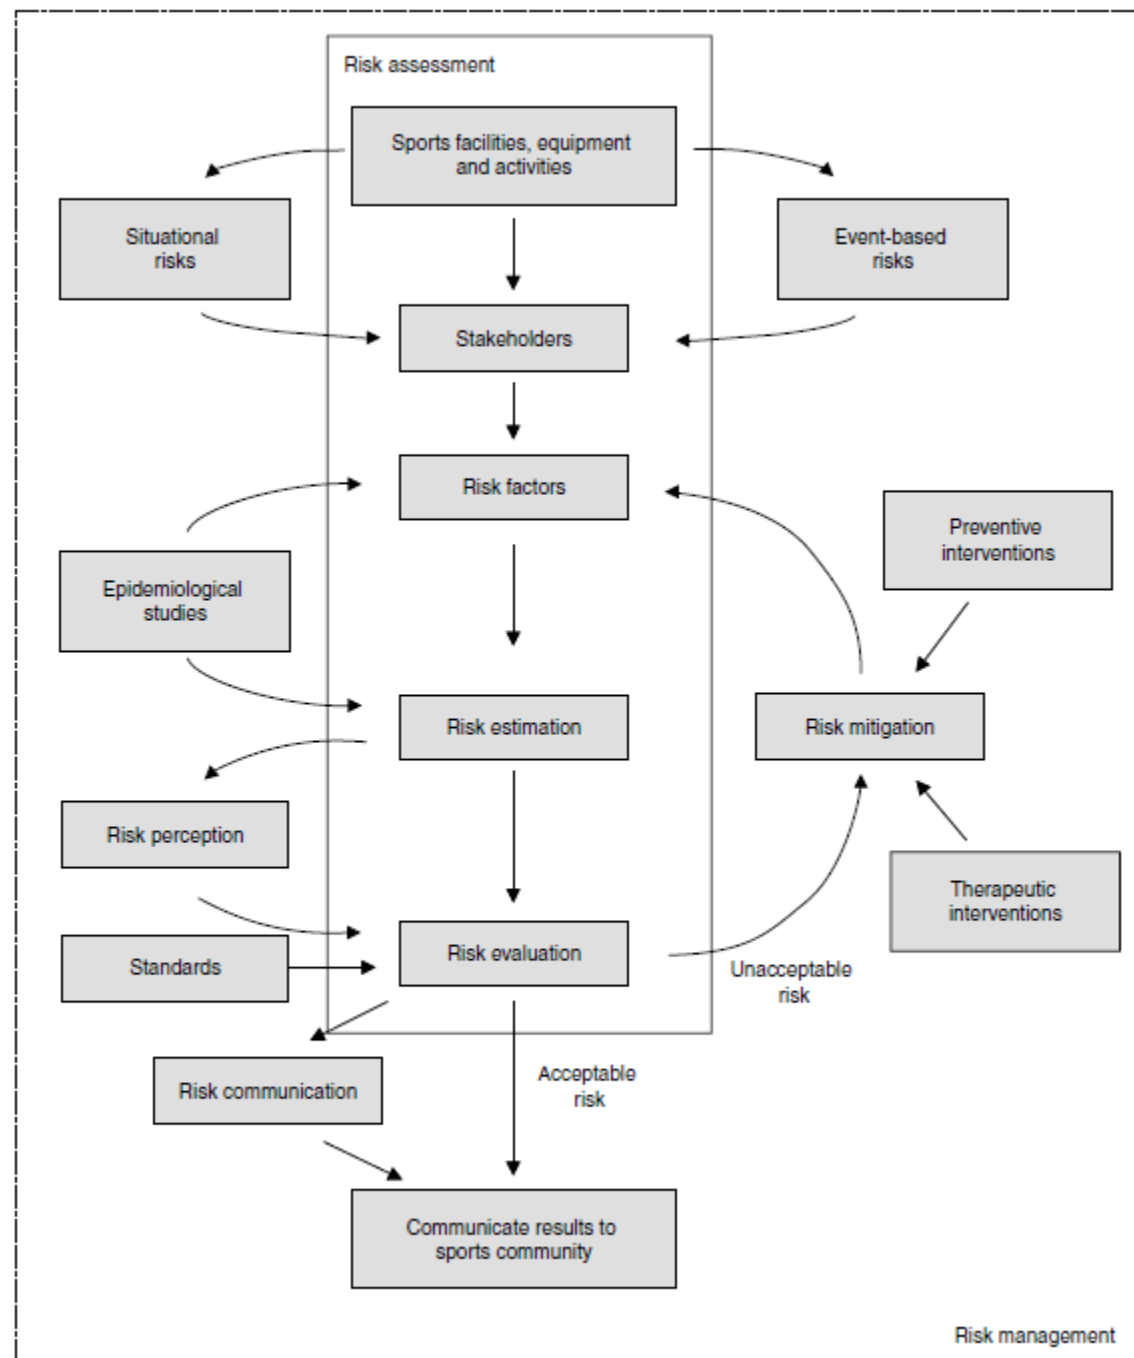 Risk assessment
Sports facilities, equipment
and activities
Situational
risks
Event-based
risks
Stakeholders
Risk factors
Preventive
interventions
Epidemiological
studies
Risk estimation
Risk mitigation
Risk perception
Therapeutic
interventions
Risk evaluation
Standards
Unacceptable
risk
Risk communication
Acceptable
risk
Communicate results to
sports community
Risk management